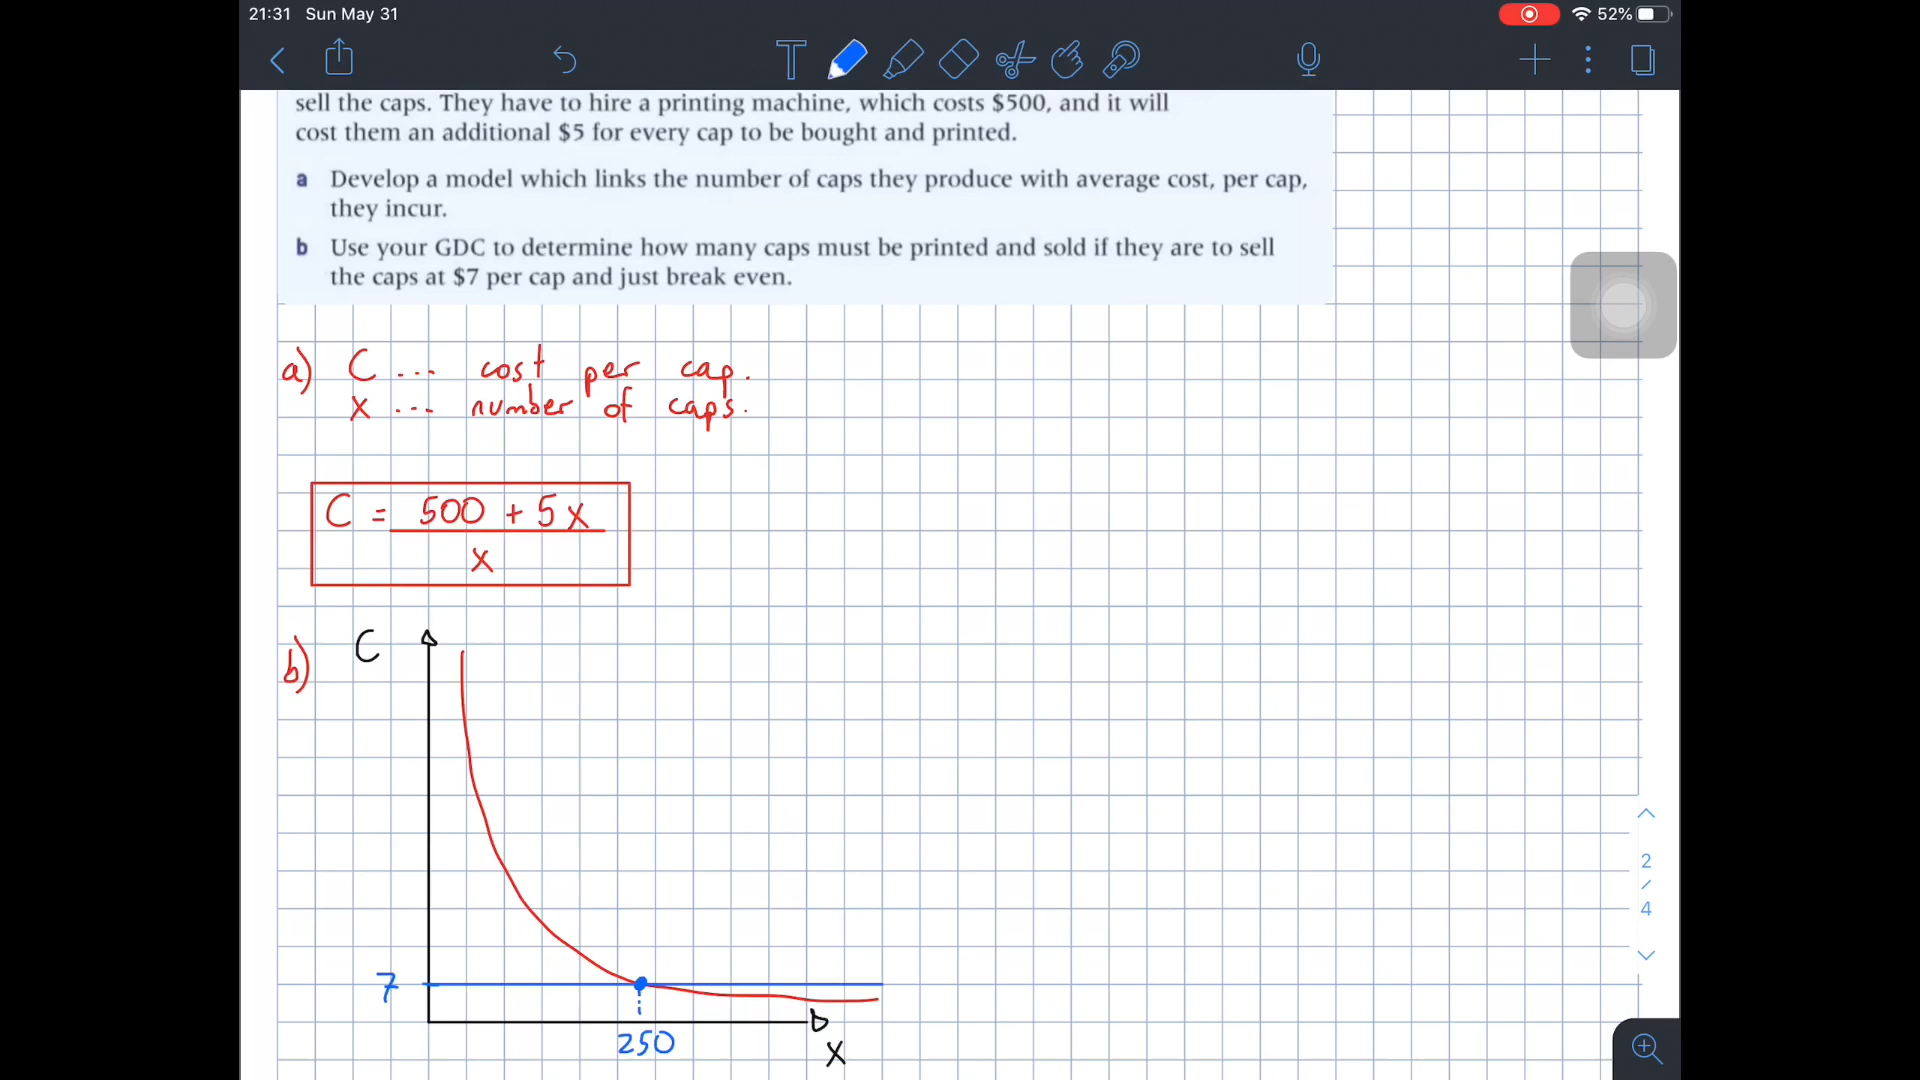 21:31 Sun May 31
52%
T
sell the caps. They have to hire a printing machine, which costs $500, and it will
cost them an additional $5 for every cap to be bought and printed.
a Develop a model which links the number of caps they produce with average cost, per cap,
they incur.
b Use your GDC to determine how many caps must be printed and sold if they are to sell
the caps at $7 per cap and just break even.
a) C ... cost per cap.
x ... number of caps.
C = 500 + 5x
x
b) C
2
/
4
7
250
x